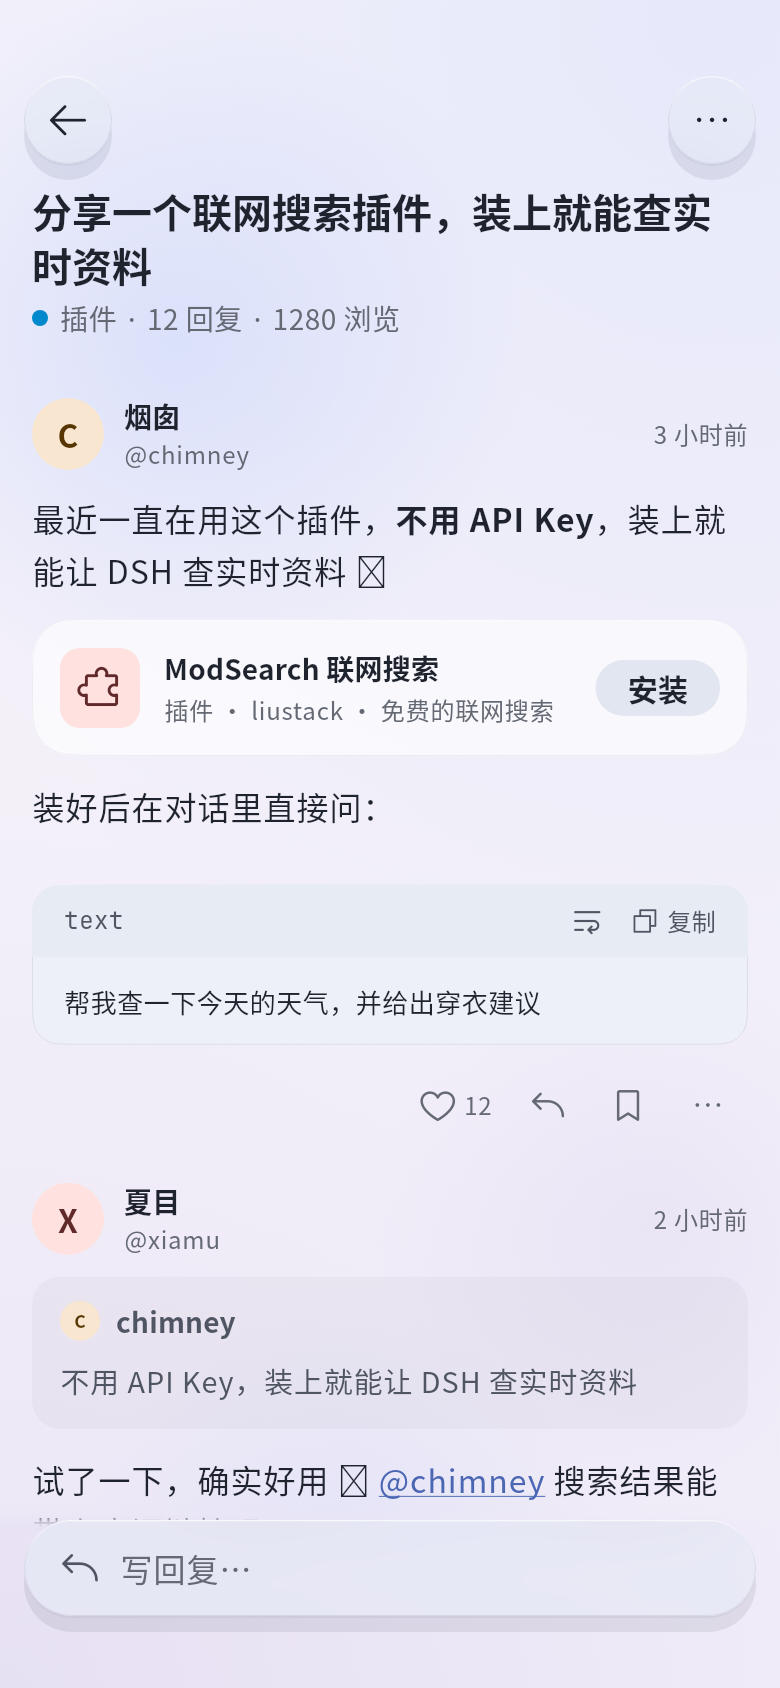 分享一个联网搜索插件，装上就能查实
时资料
插件 · 12 回复 · 1280 浏览
C
烟囱
@chimney
3 小时前
最近一直在用这个插件，不用 API Key，装上就
能让 DSH 查实时资料
ModSearch 联网搜索
插件 · liustack · 免费的联网搜索
安装
装好后在对话里直接问：
text
复制
帮我查一下今天的天气，并给出穿衣建议
12
X
夏目
@xiamu
2 小时前
C
chimney
不用 API Key，装上就能让 DSH 查实时资料
试了一下，确实好用 @chimney 搜索结果能
写回复…